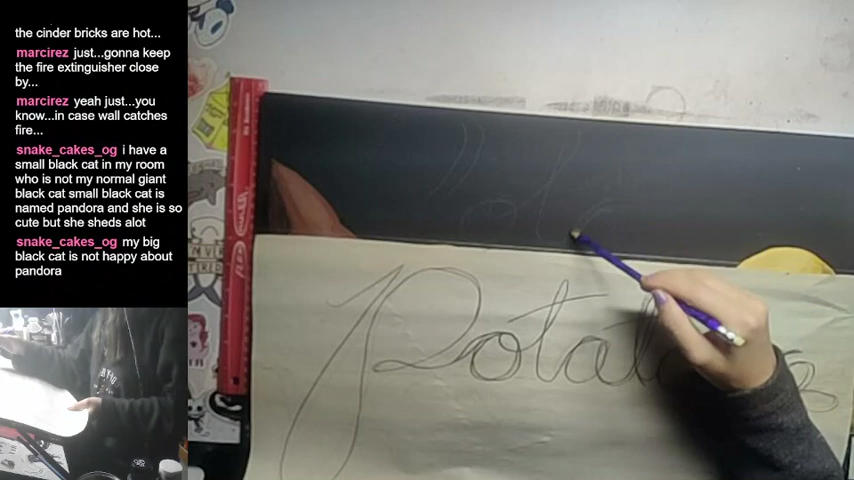 the cinder bricks are hot...
marcirez just...gonna keep
the fire extinguisher close
by...
marcirez yeah just...you
know...in case wall catches
fire...
snake_cakes_og i have a
small black cat in my room
who is not my normal giant
black cat small black cat is
named pandora and she is so
cute but she sheds alot
snake_cakes_og my big
black cat is not happy about
pandora